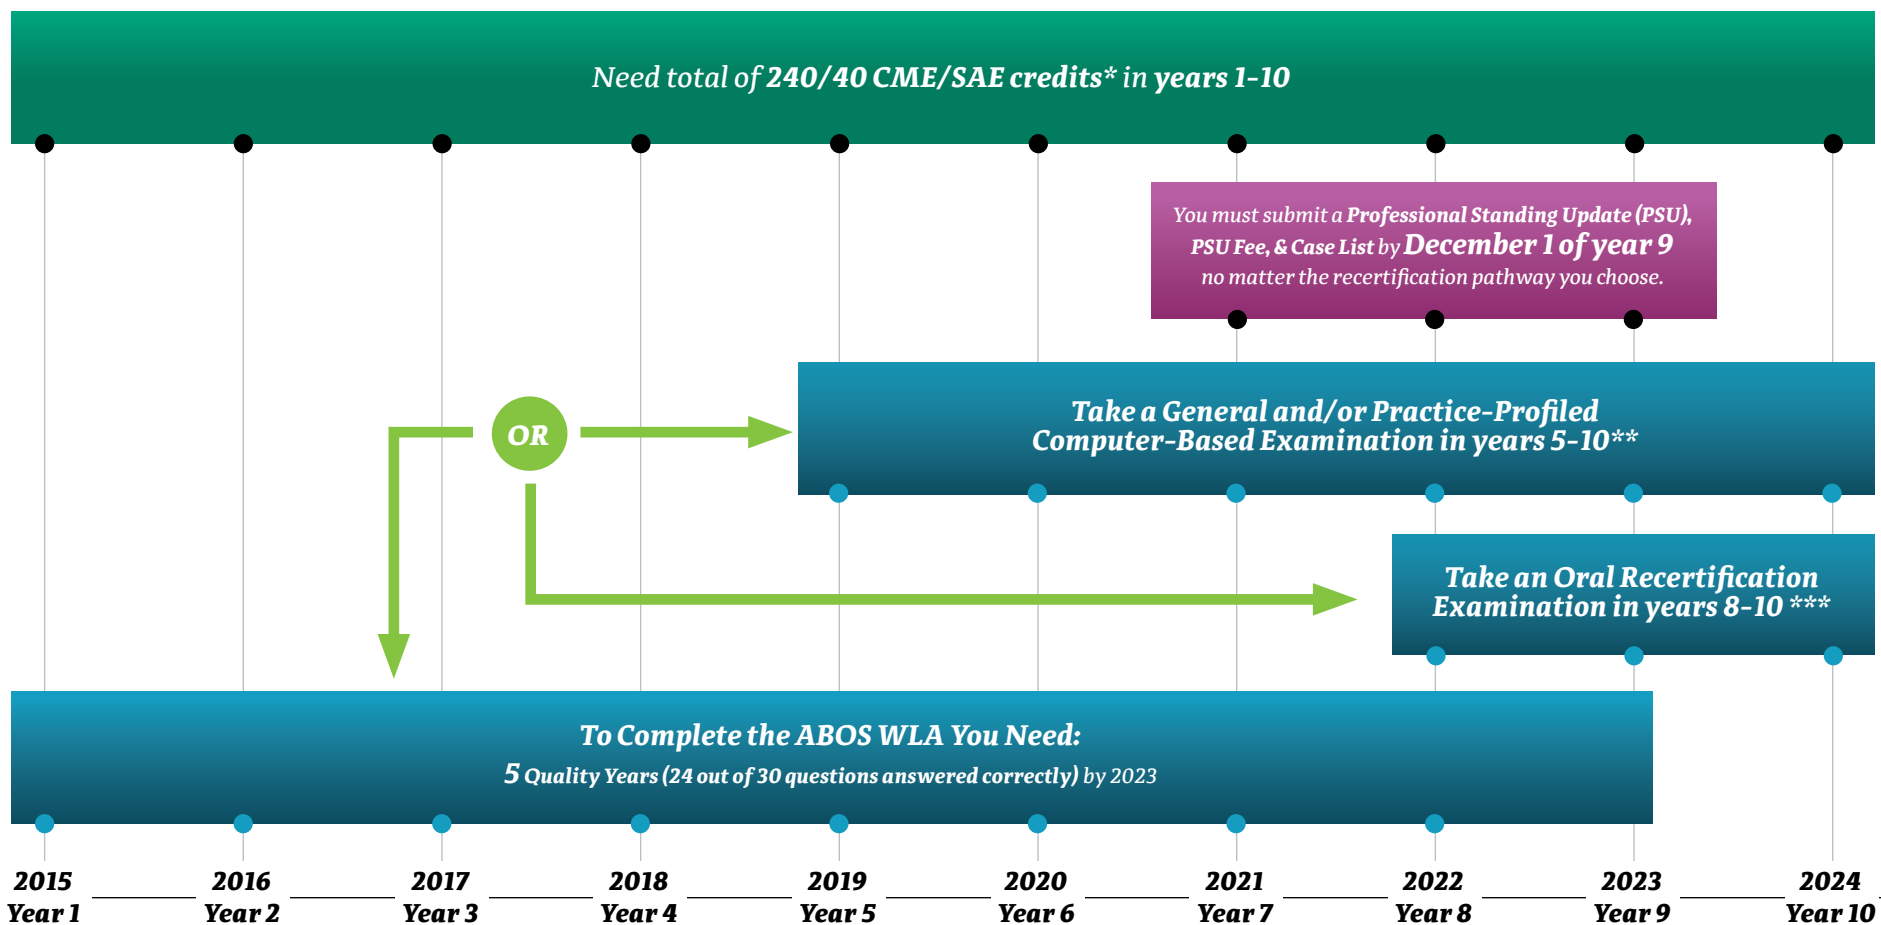 Need total of 240/40 CME/SAE credits* in years 1-10
You must submit a Professional Standing Update (PSU),
PSU Fee, & Case List by December 1 of year 9
no matter the recertification pathway you choose.
Take a General and/or Practice-Profiled
Computer-Based Examination in years 5-10**
OR
Take an Oral Recertification
Examination in years 8-10 ***
To Complete the ABOS WLA You Need:
5 Quality Years (24 out of 30 questions answered correctly) by 2023
2015 2016 2017 2018 2019 2020 2021 2022 2023 2024
Year 1 Year 2 Year 3 Year 4 Year 5 Year 6 Year 7 Year 8 Year 9 Year 10